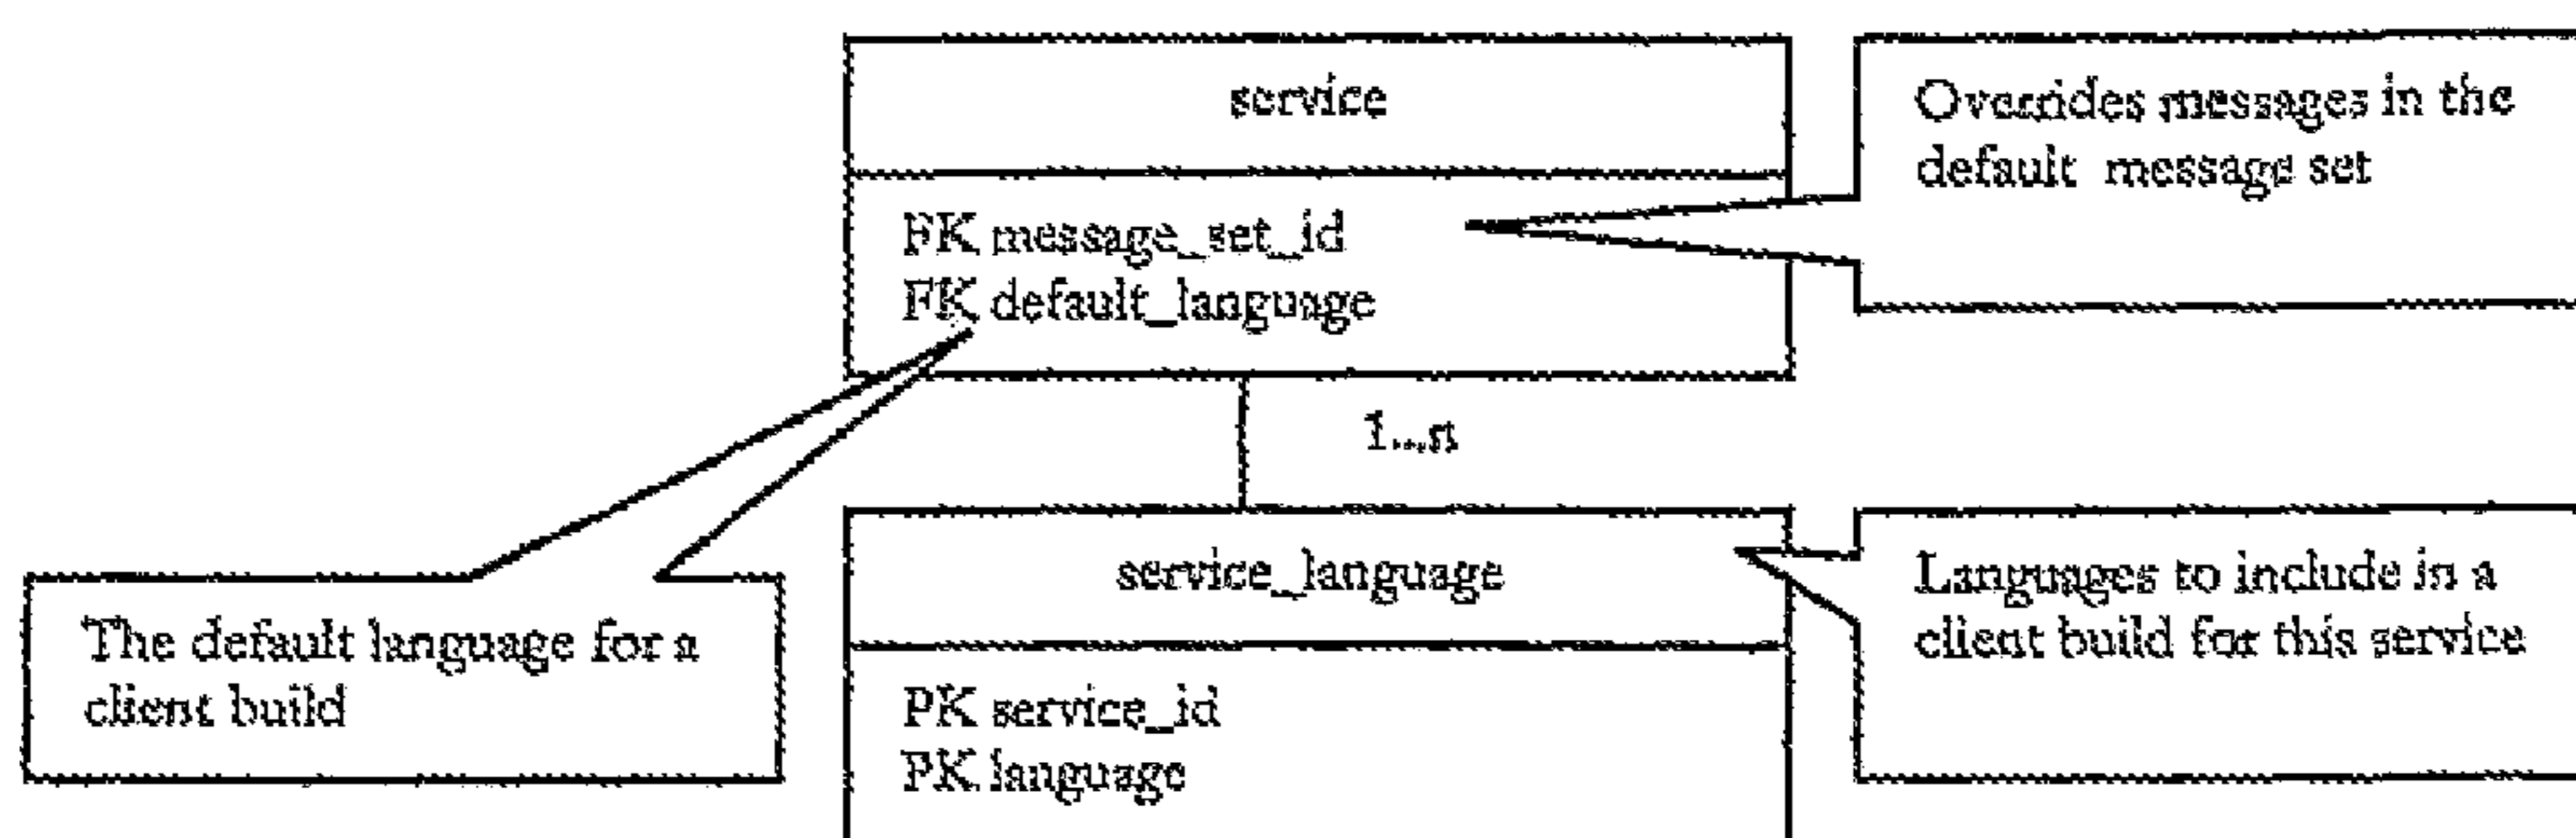 service
Overrides messages in the
default message set
FK message_set_id
FK default_language
1...n
service_language
Languages to include in a
client build for this service
The default language for a
client build
PK service_id
PK language